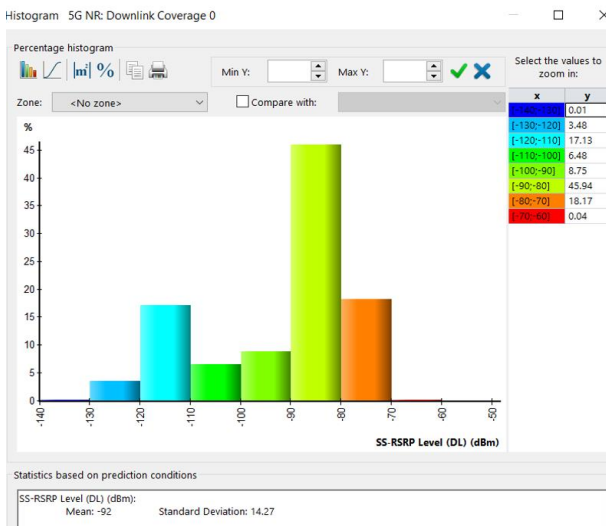 Histogram 5G NR: Downlink Coverage 0
Percentage histogram
|m²| %
Min Y:
Max Y:
Select the values to zoom in:
Zone: <No zone>
Compare with:
x y
[-140;-130] 0.01
[-130;-120] 3.48
[-120;-110] 17.13
[-110;-100] 6.48
[-100;-90] 8.75
[-90;-80] 45.94
[-80;-70] 18.17
[-70;-60] 0.04
%
45
40
35
30
25
20
15
10
5
0
-140 -130 -120 -110 -100 -90 -80 -70 -60 -50
SS-RSRP Level (DL) (dBm)
Statistics based on prediction conditions
SS-RSRP Level (DL) (dBm):
Mean: -92 Standard Deviation: 14.27